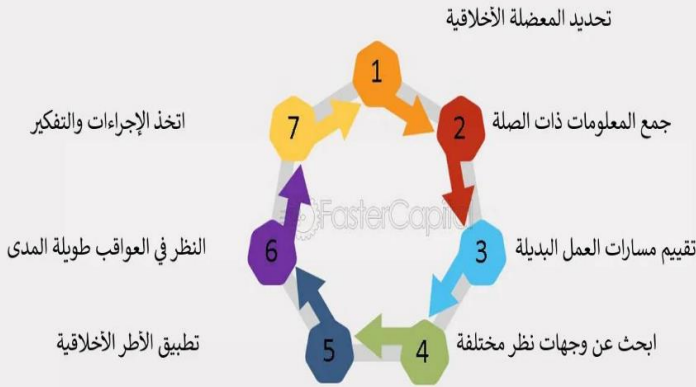 تحديد المعضلة الأخلاقية
1
جمع المعلومات ذات الصلة
2
تقييم مسارات العمل البديلة
3
ابحث عن وجهات نظر مختلفة
4
تطبيق الأطر الأخلاقية
5
النظر في العواقب طويلة المدى
6
اتخذ الإجراءات والتفكير
7
FasterCapital